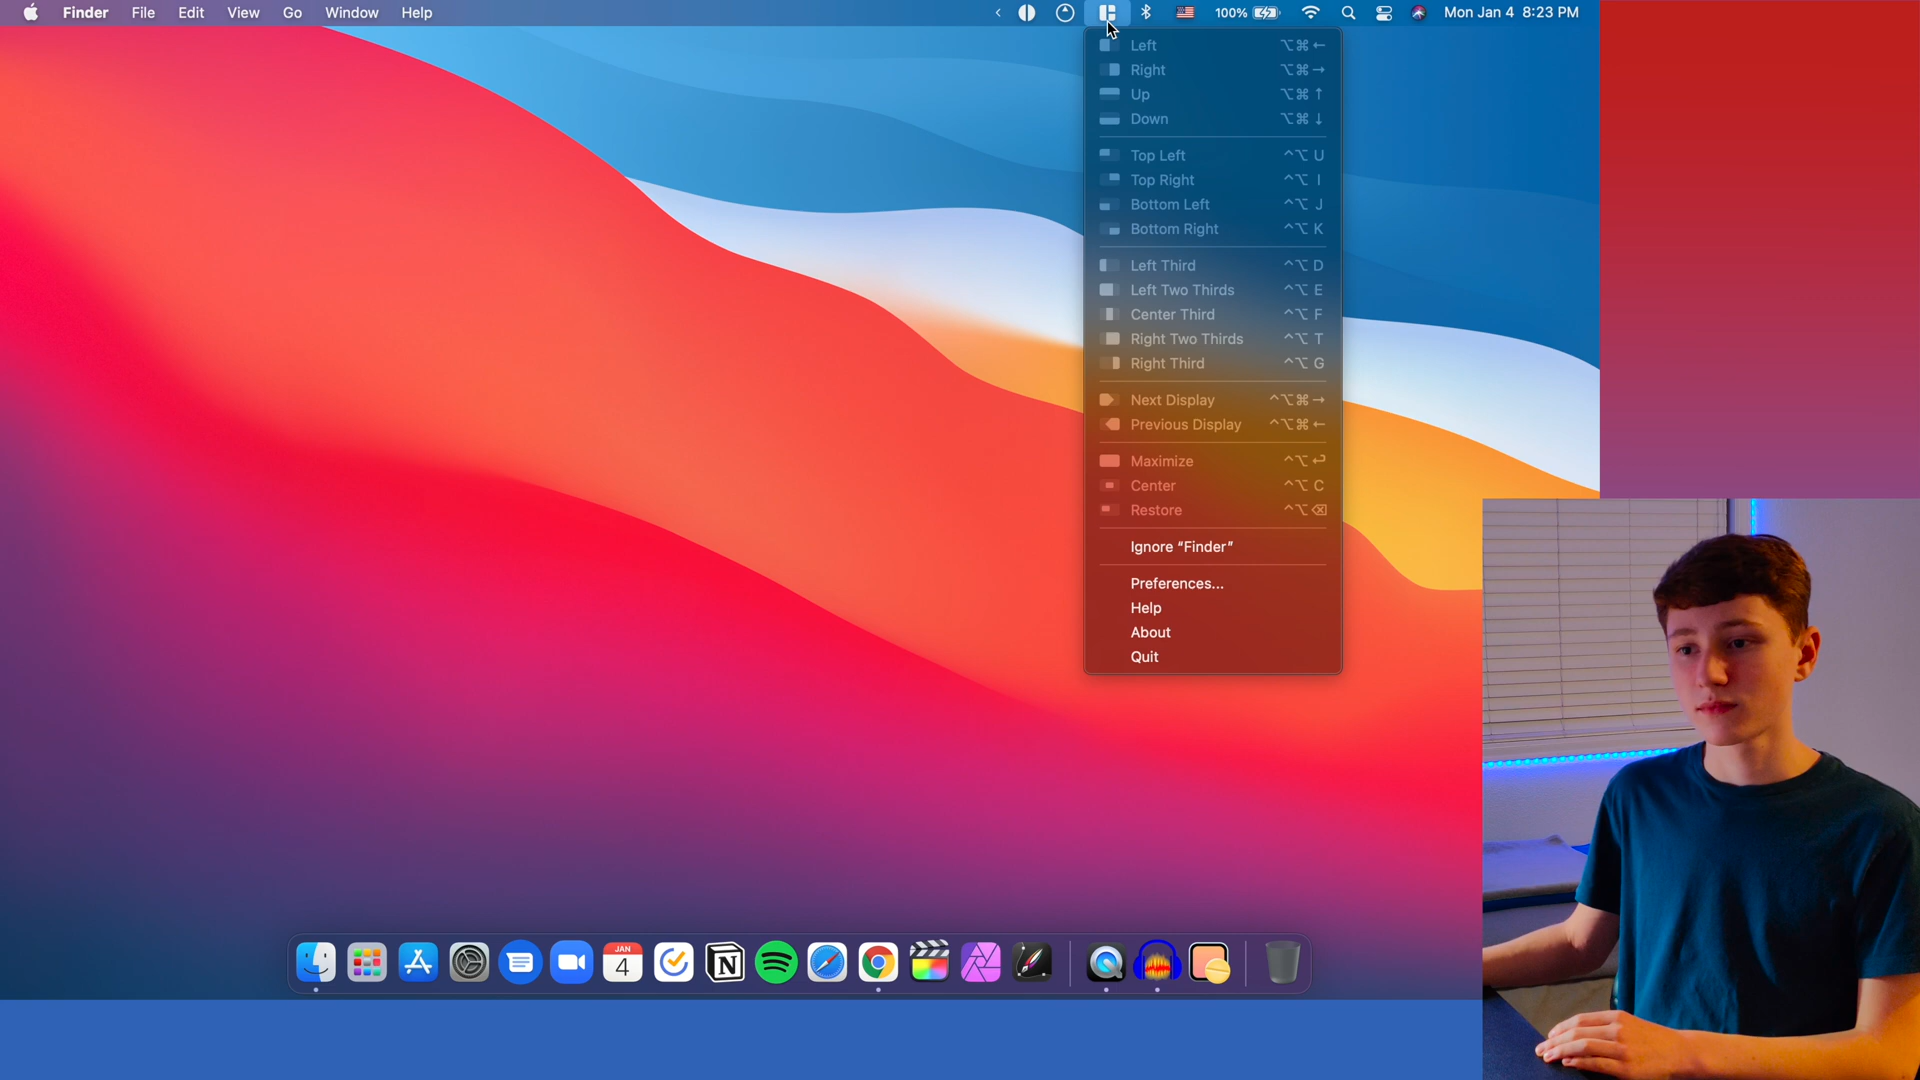 Finder File Edit View Go Window Help 100% Mon Jan 4 8:23 PM
Left ⌥⌘←
Right ⌥⌘→
Up ⌥⌘↑
Down ⌥⌘↓
Top Left ^⌥ U
Top Right ^⌥ I
Bottom Left ^⌥ J
Bottom Right ^⌥ K
Left Third ^⌥ D
Left Two Thirds ^⌥ E
Center Third ^⌥ F
Right Two Thirds ^⌥ T
Right Third ^⌥ G
Next Display ^⌥⌘→
Previous Display ^⌥⌘←
Maximize ^⌥↩
Center ^⌥ C
Restore ^⌥⌫
Ignore “Finder”
Preferences...
Help
About
Quit
JAN
4
N